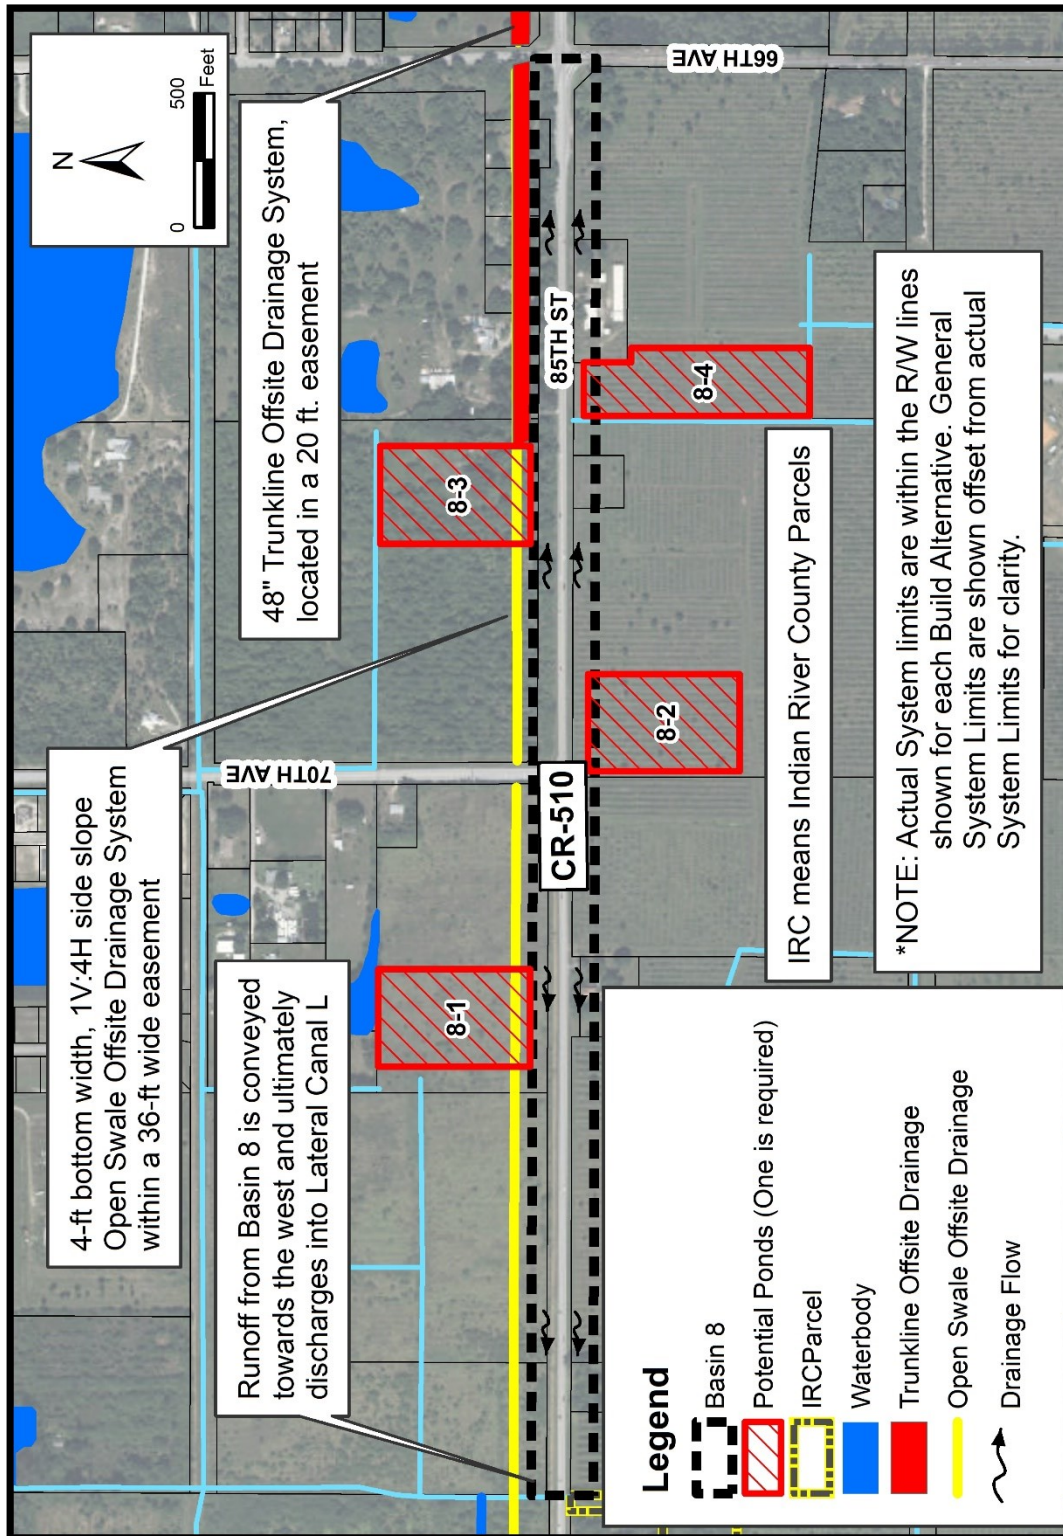 N
0 500
Feet
48" Trunkline Offsite Drainage System,
located in a 20 ft. easement
4-ft bottom width, 1V:4H side slope
Open Swale Offsite Drainage System
within a 36-ft wide easement
Runoff from Basin 8 is conveyed
towards the west and ultimately
discharges into Lateral Canal L
70TH AVE
66TH AVE
85TH ST
CR-510
8-1
8-2
8-3
8-4
IRC means Indian River County Parcels
*NOTE: Actual System limits are within the R/W lines
shown for each Build Alternative. General
System Limits are shown offset from actual
System Limits for clarity.
Legend
Basin 8
Potential Ponds (One is required)
IRCParcel
Waterbody
Trunkline Offsite Drainage
Open Swale Offsite Drainage
Drainage Flow